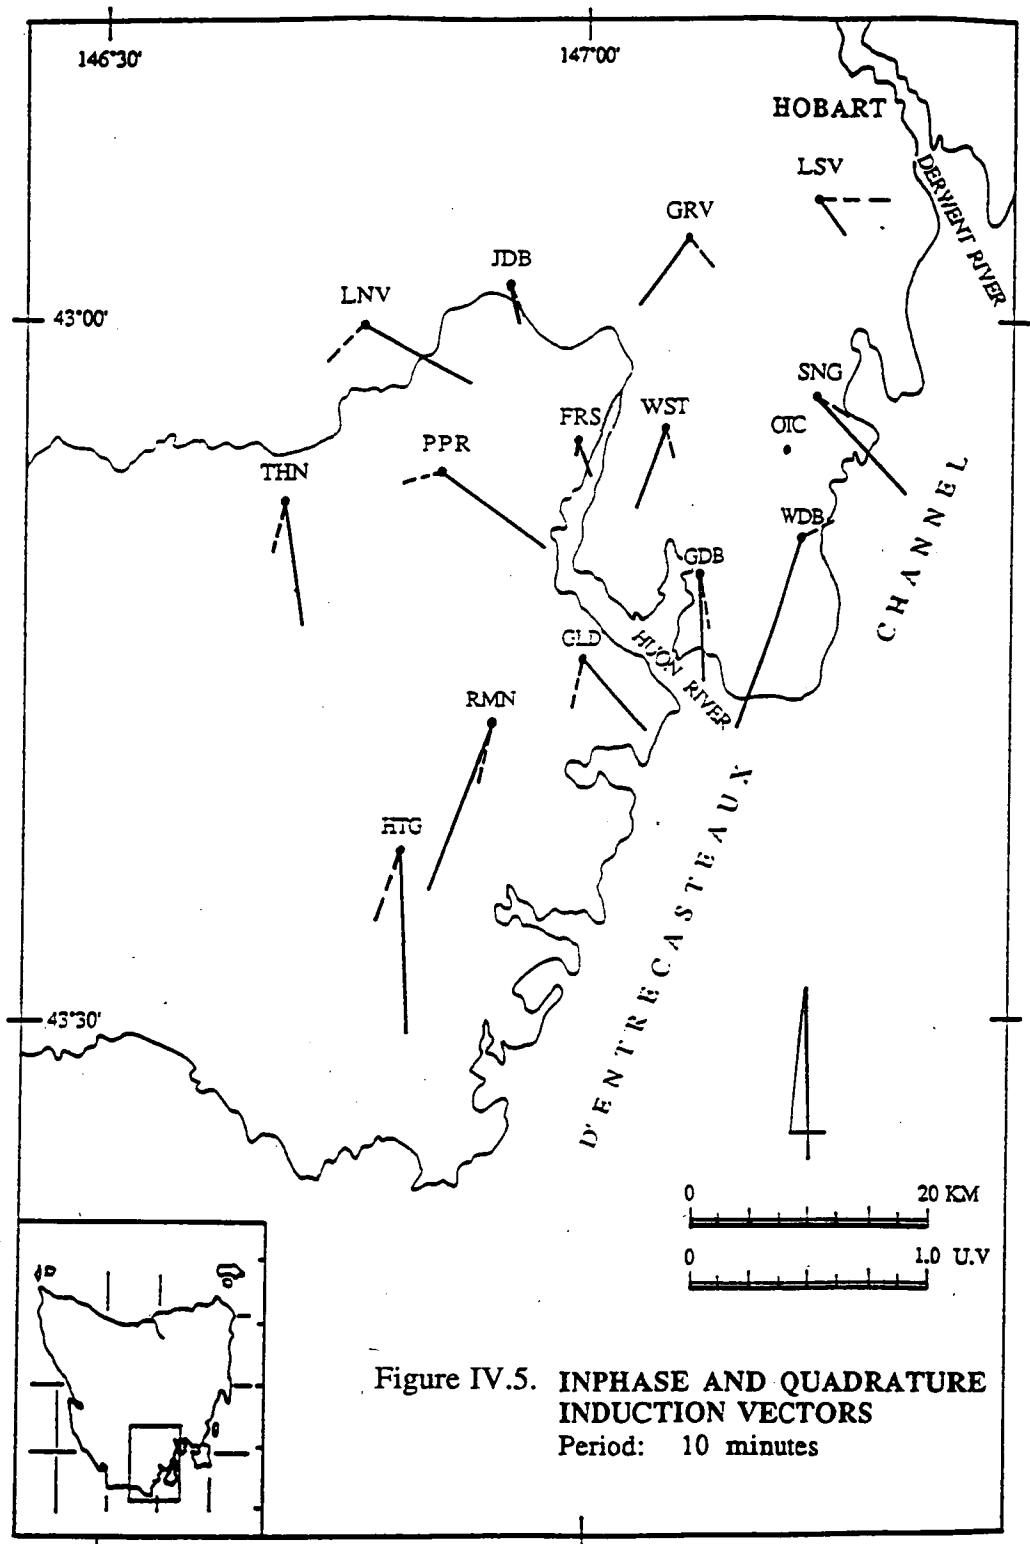 146°30'
147°00'
HOBART
LSV
DERWENT RIVER
GRV
JDB
LNV
43°00'
SNG
FRS
WST
OTC
PPR
THN
CHANNEL
WDB
GDB
GLD
HUON RIVER
RMN
HTG
D'ENTRECASTEAUX
43°30'
0 20 KM
0 1.0 U.V
Figure IV.5. INPHASE AND QUADRATURE
INDUCTION VECTORS
Period: 10 minutes